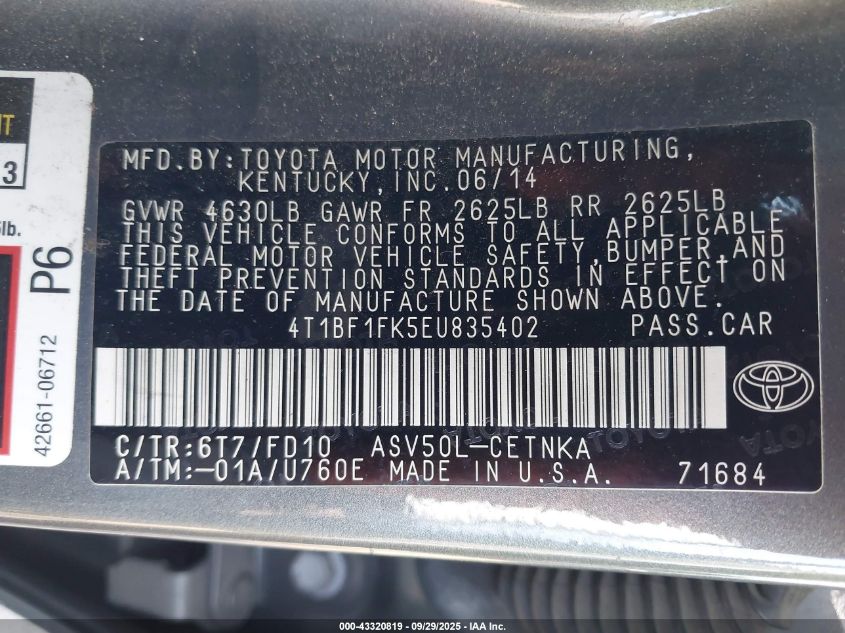 NT
13
lb.
P6
42661-06712
MFD.BY:TOYOTA MOTOR MANUFACTURING,
KENTUCKY,INC.06/14
GVWR 4630LB GAWR FR 2625LB RR 2625LB
THIS VEHICLE CONFORMS TO ALL APPLICABLE
FEDERAL MOTOR VEHICLE SAFETY,BUMPER,AND
THEFT PREVENTION STANDARDS IN EFFECT ON
THE DATE OF MANUFACTURE SHOWN ABOVE.
4T1BF1FK5EU835402 PASS.CAR
C/TR:6T7/FD10 ASV50L-CETNKA
A/TM:-01A/U760E MADE IN U.S.A. 71684
000-43320819 - 09/29/2025 - IAA Inc.